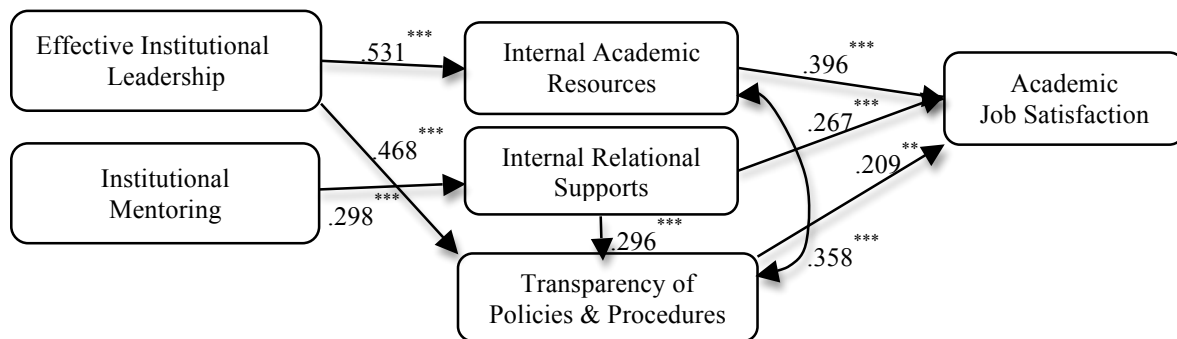 Effective Institutional
Leadership
.531***
Internal Academic
Resources
.396***
Academic
Job Satisfaction
.267***
.468***
Institutional
Mentoring
.298***
Internal Relational
Supports
.209**
.296***
.358***
Transparency of
Policies & Procedures